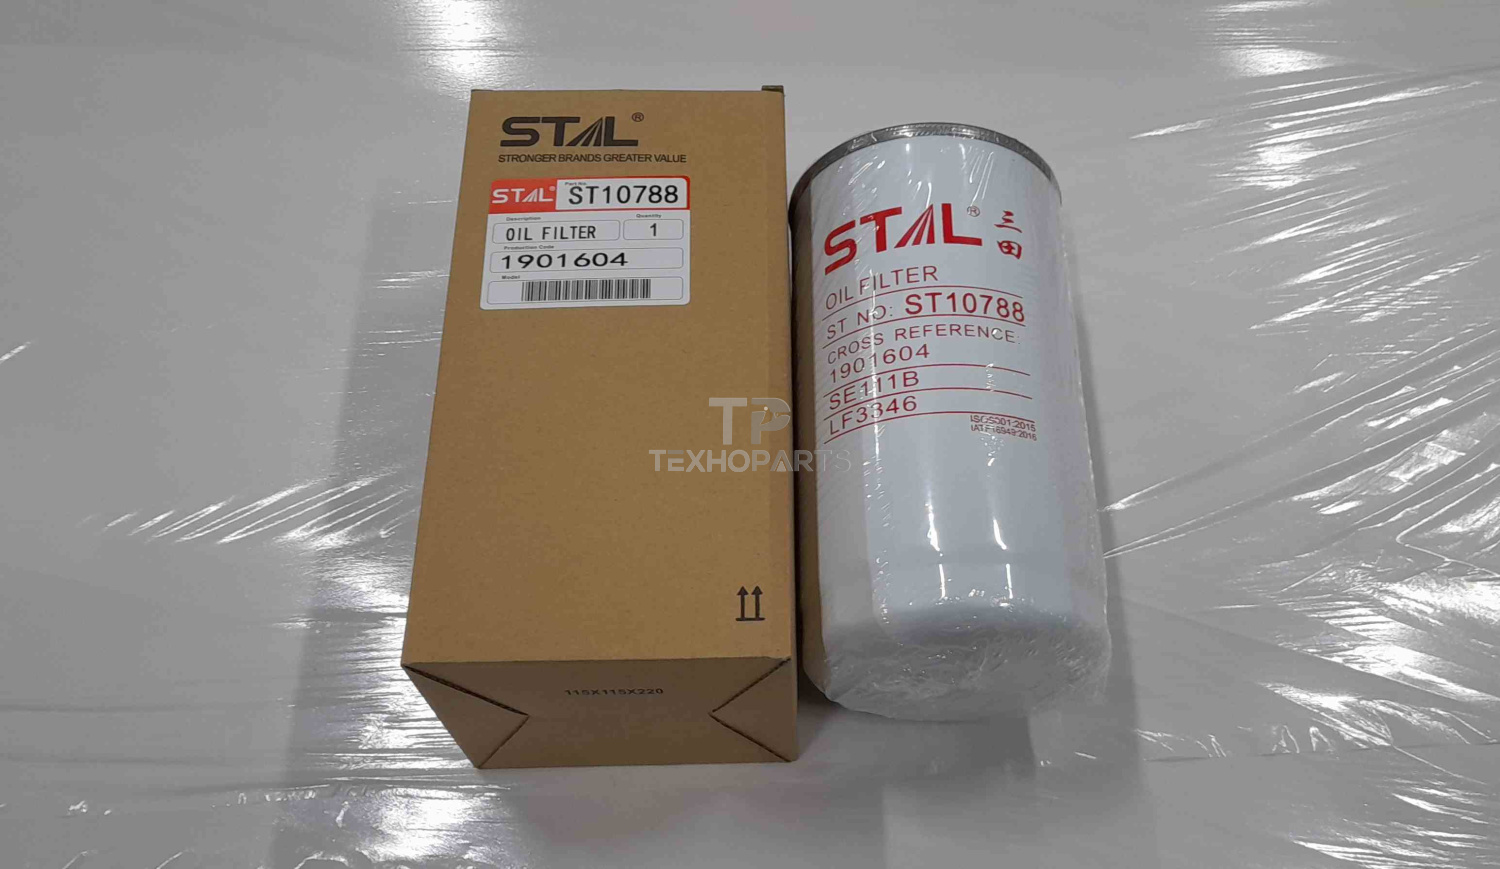 STAL®
STRONGER BRANDS GREATER VALUE
STAL® Part No. ST10788
Description Quantity
OIL FILTER 1
Production Code
1901604
Model
115X115X220
STAL® 三田
OIL FILTER
ST NO: ST10788
CROSS REFERENCE:
1901604
SE111B
LF3346
ISO9001:2015
IATF16949:2016
TP
TEXHOPARTS